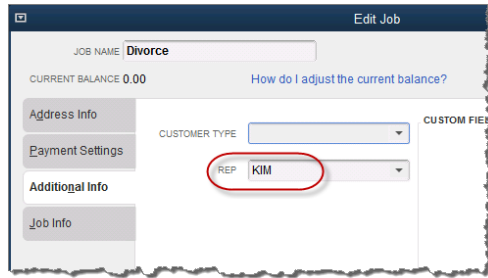 Edit Job
JOB NAME Divorce
CURRENT BALANCE 0.00 How do I adjust the current balance?
Address Info
Payment Settings
Additional Info
Job Info
CUSTOMER TYPE
REP KIM
CUSTOM FIE